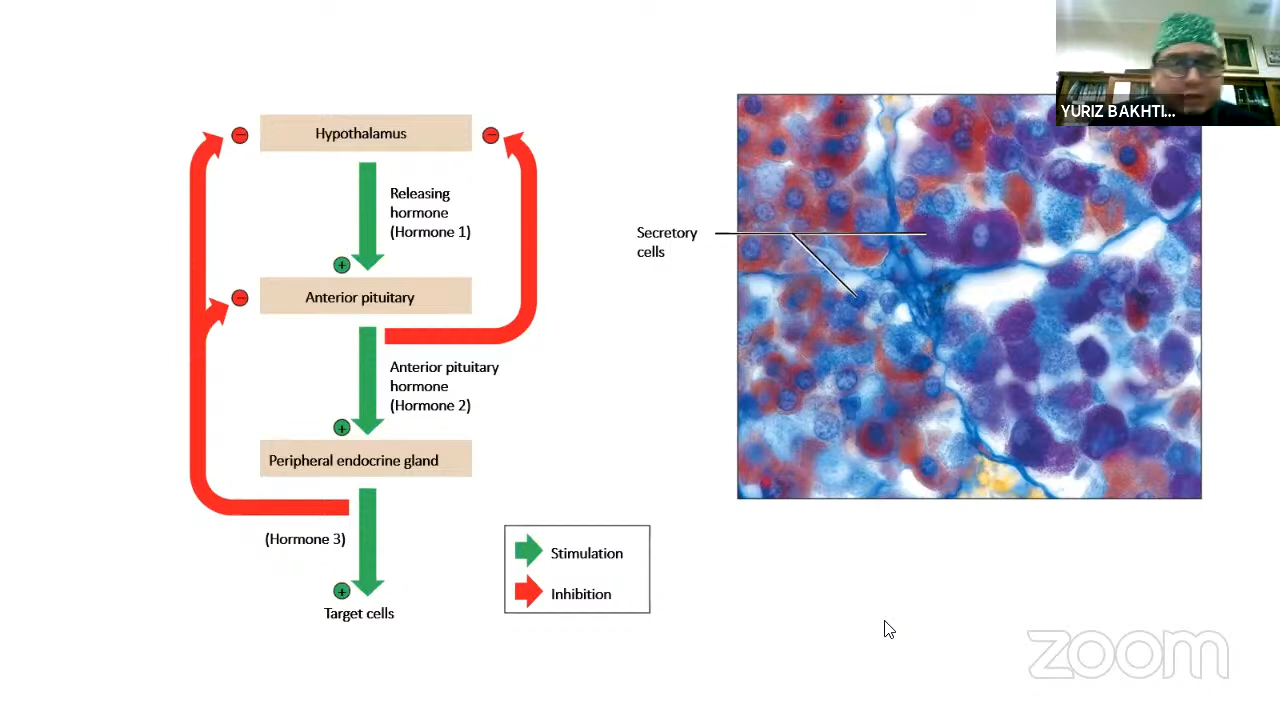 YURIZ BAKHTI...
Hypothalamus
Releasing
hormone
(Hormone 1)
Anterior pituitary
Anterior pituitary
hormone
(Hormone 2)
Peripheral endocrine gland
(Hormone 3)
Target cells
Stimulation
Inhibition
Secretory
cells
zoom